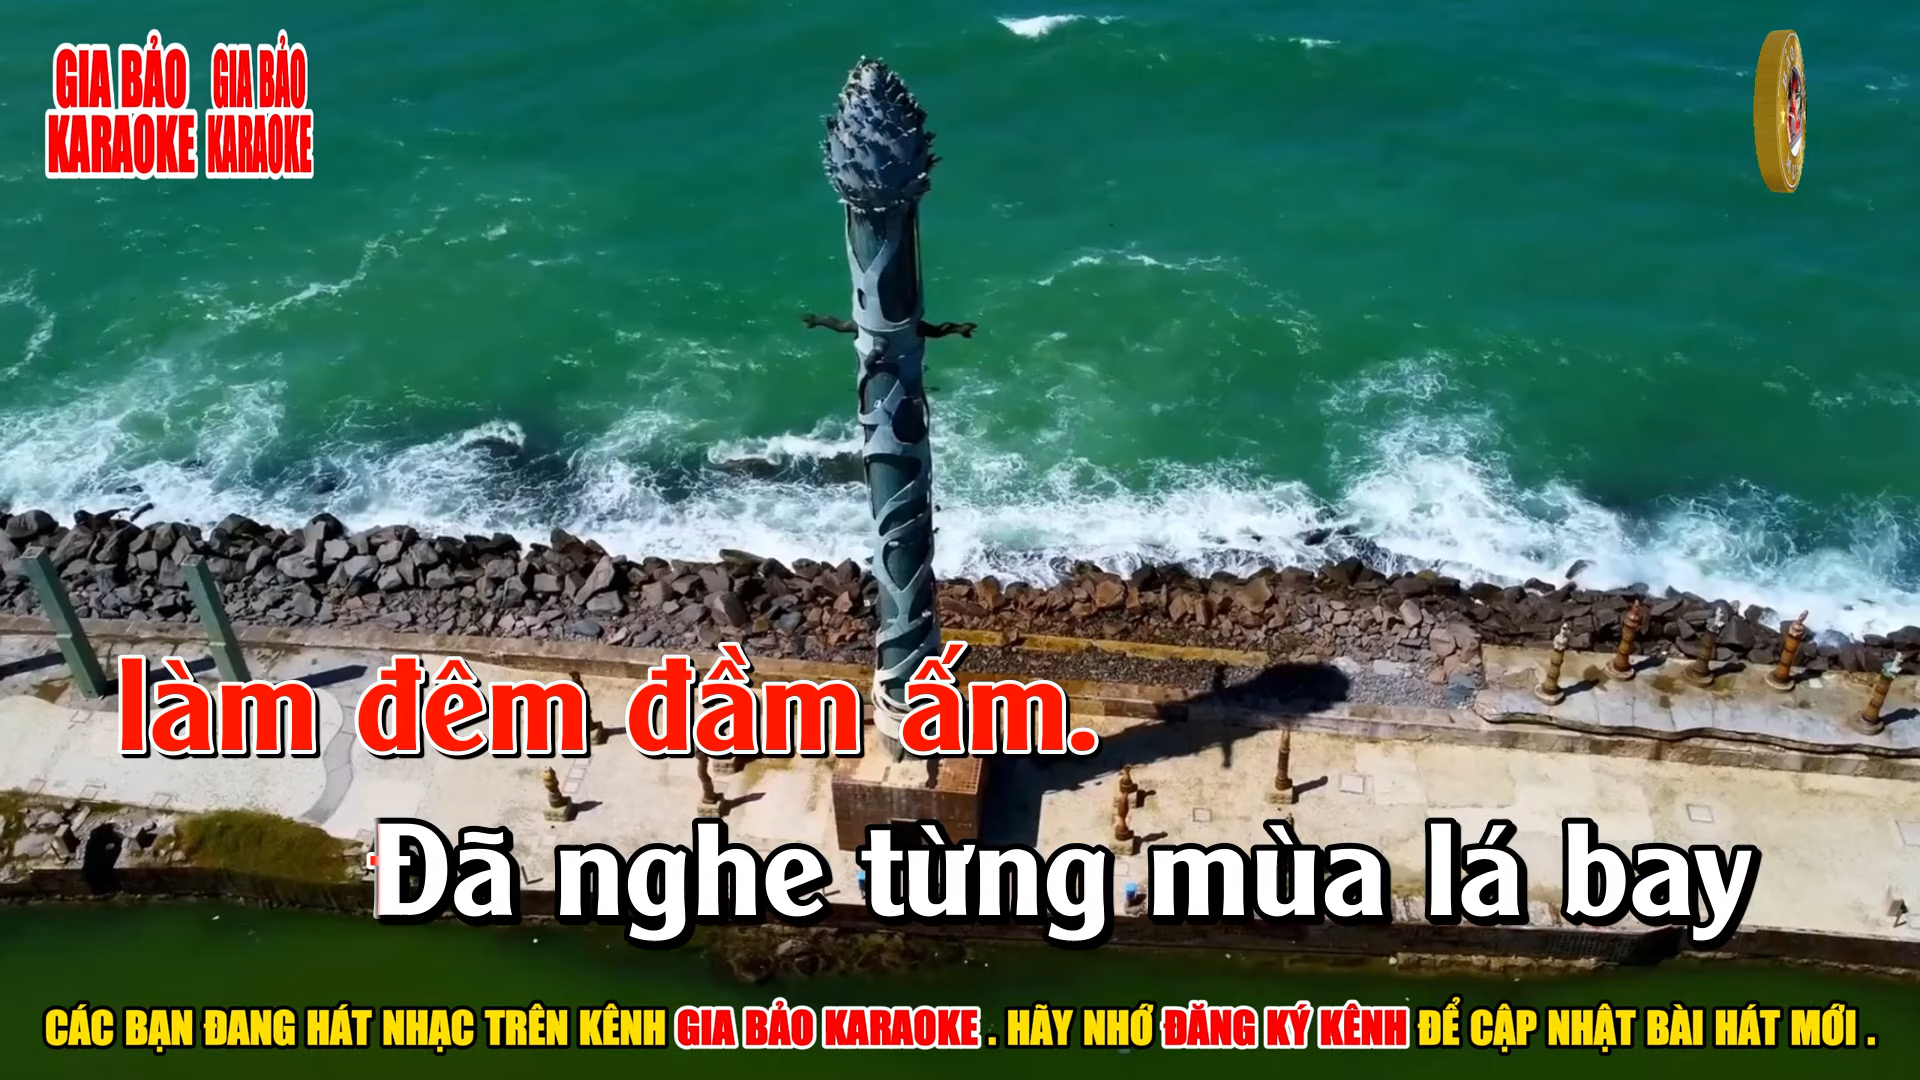 GIA BẢO
KARAOKE
GIA BẢO
KARAOKE
làm đêm đầm ấm.
Đã nghe từng mùa lá bay
CÁC BẠN ĐANG HÁT NHẠC TRÊN KÊNH GIA BẢO KARAOKE . HÃY NHỚ ĐĂNG KÝ KÊNH ĐỂ CẬP NHẬT BÀI HÁT MỚI .